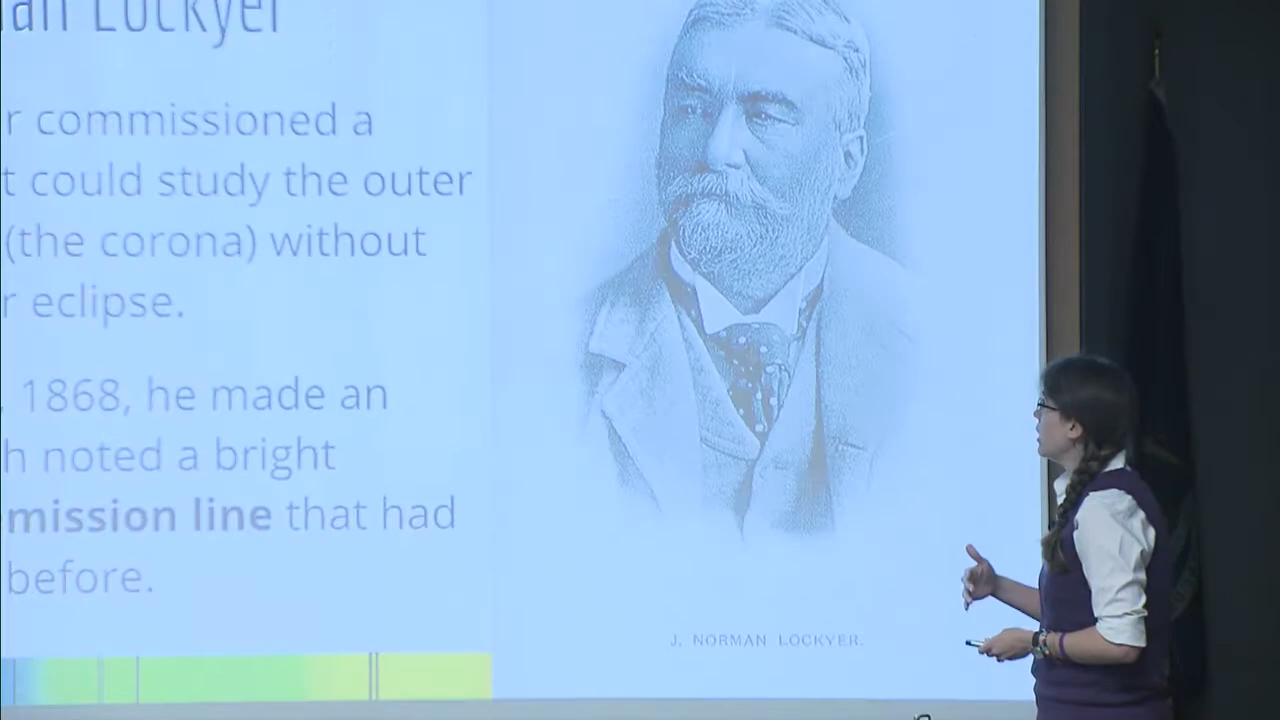 an Lockyer
r commissioned a
t could study the outer
(the corona) without
r eclipse.
, 1868, he made an
h noted a bright
mission line that had
before.
J. NORMAN LOCKYER.